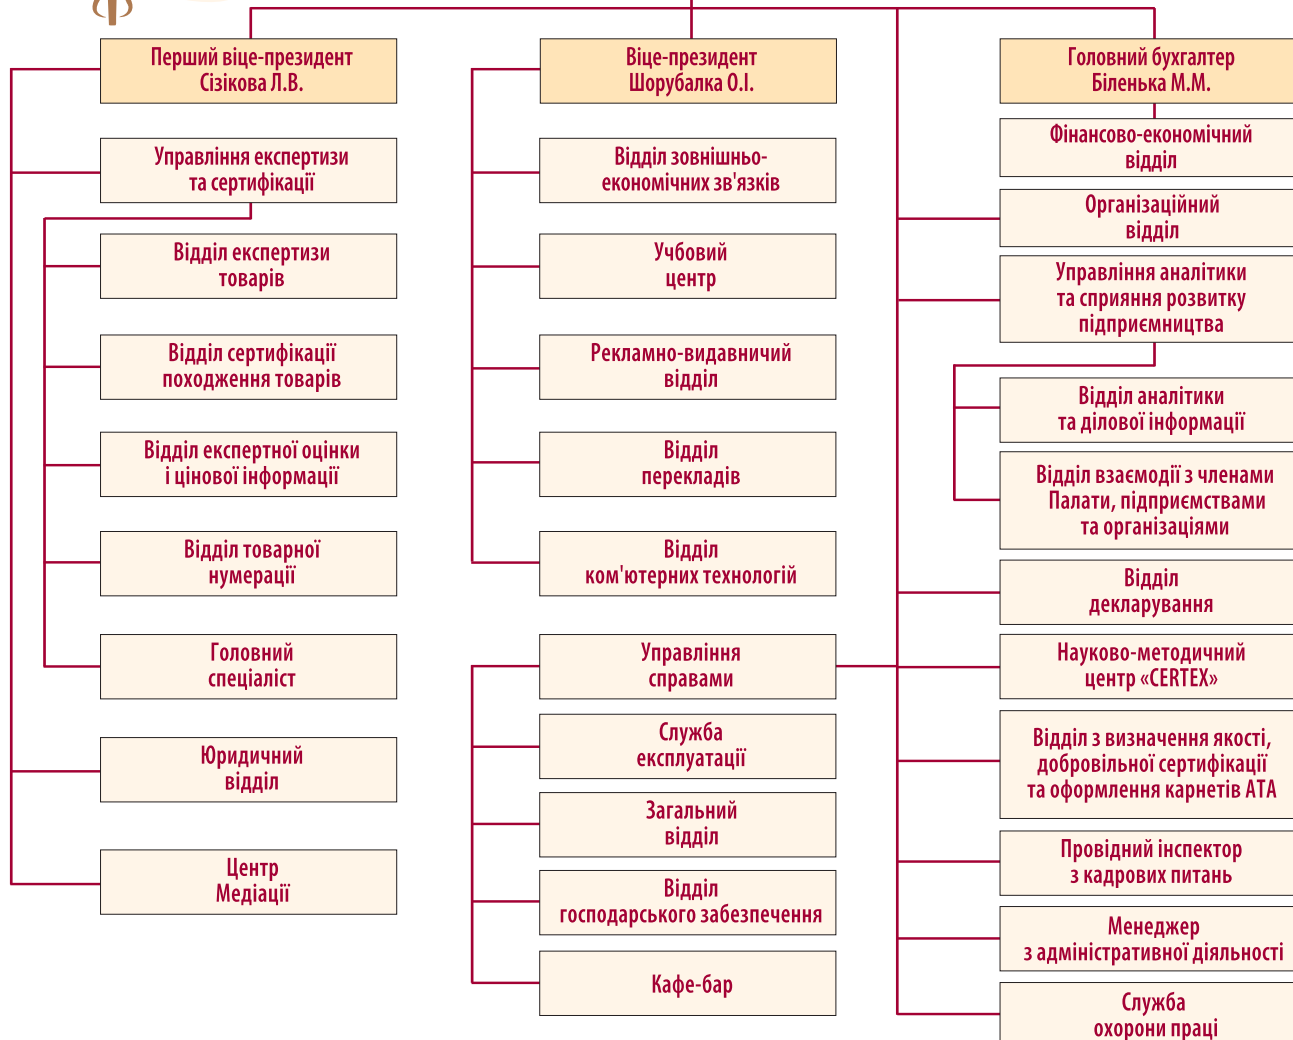 Перший віце-президент
Сізікова Л.В.
Управління експертизи
та сертифікації
Відділ експертизи
товарів
Відділ сертифікації
походження товарів
Відділ експертної оцінки
і цінової інформації
Відділ товарної
нумерації
Головний
спеціаліст
Юридичний
відділ
Центр
Медіації
Віце-президент
Шорубалка О.І.
Відділ зовнішньо-
економічних зв'язків
Учбовий
центр
Рекламно-видавничий
відділ
Відділ
перекладів
Відділ
ком'ютерних технологій
Управління
справами
Служба
експлуатації
Загальний
відділ
Відділ
господарського забезпечення
Кафе-бар
Головний бухгалтер
Біленька М.М.
Фінансово-економічний
відділ
Організаційний
відділ
Управління аналітики
та сприяння розвитку
підприємництва
Відділ аналітики
та ділової інформації
Відділ взаємодії з членами
Палати, підприємствами
та організаціями
Відділ
декларування
Науково-методичний
центр «CERTEX»
Відділ з визначення якості,
добровільної сертифікації
та оформлення карнетів АТА
Провідний інспектор
з кадрових питань
Менеджер
з адміністративної діяльності
Служба
охорони праці